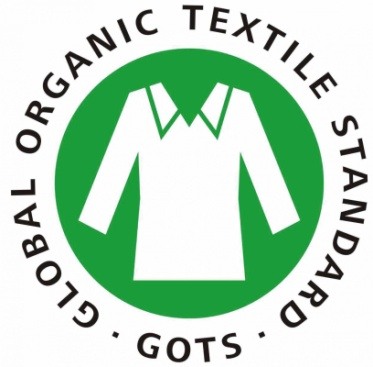 GLOBAL ORGANIC TEXTILE STANDARD
· GOTS ·